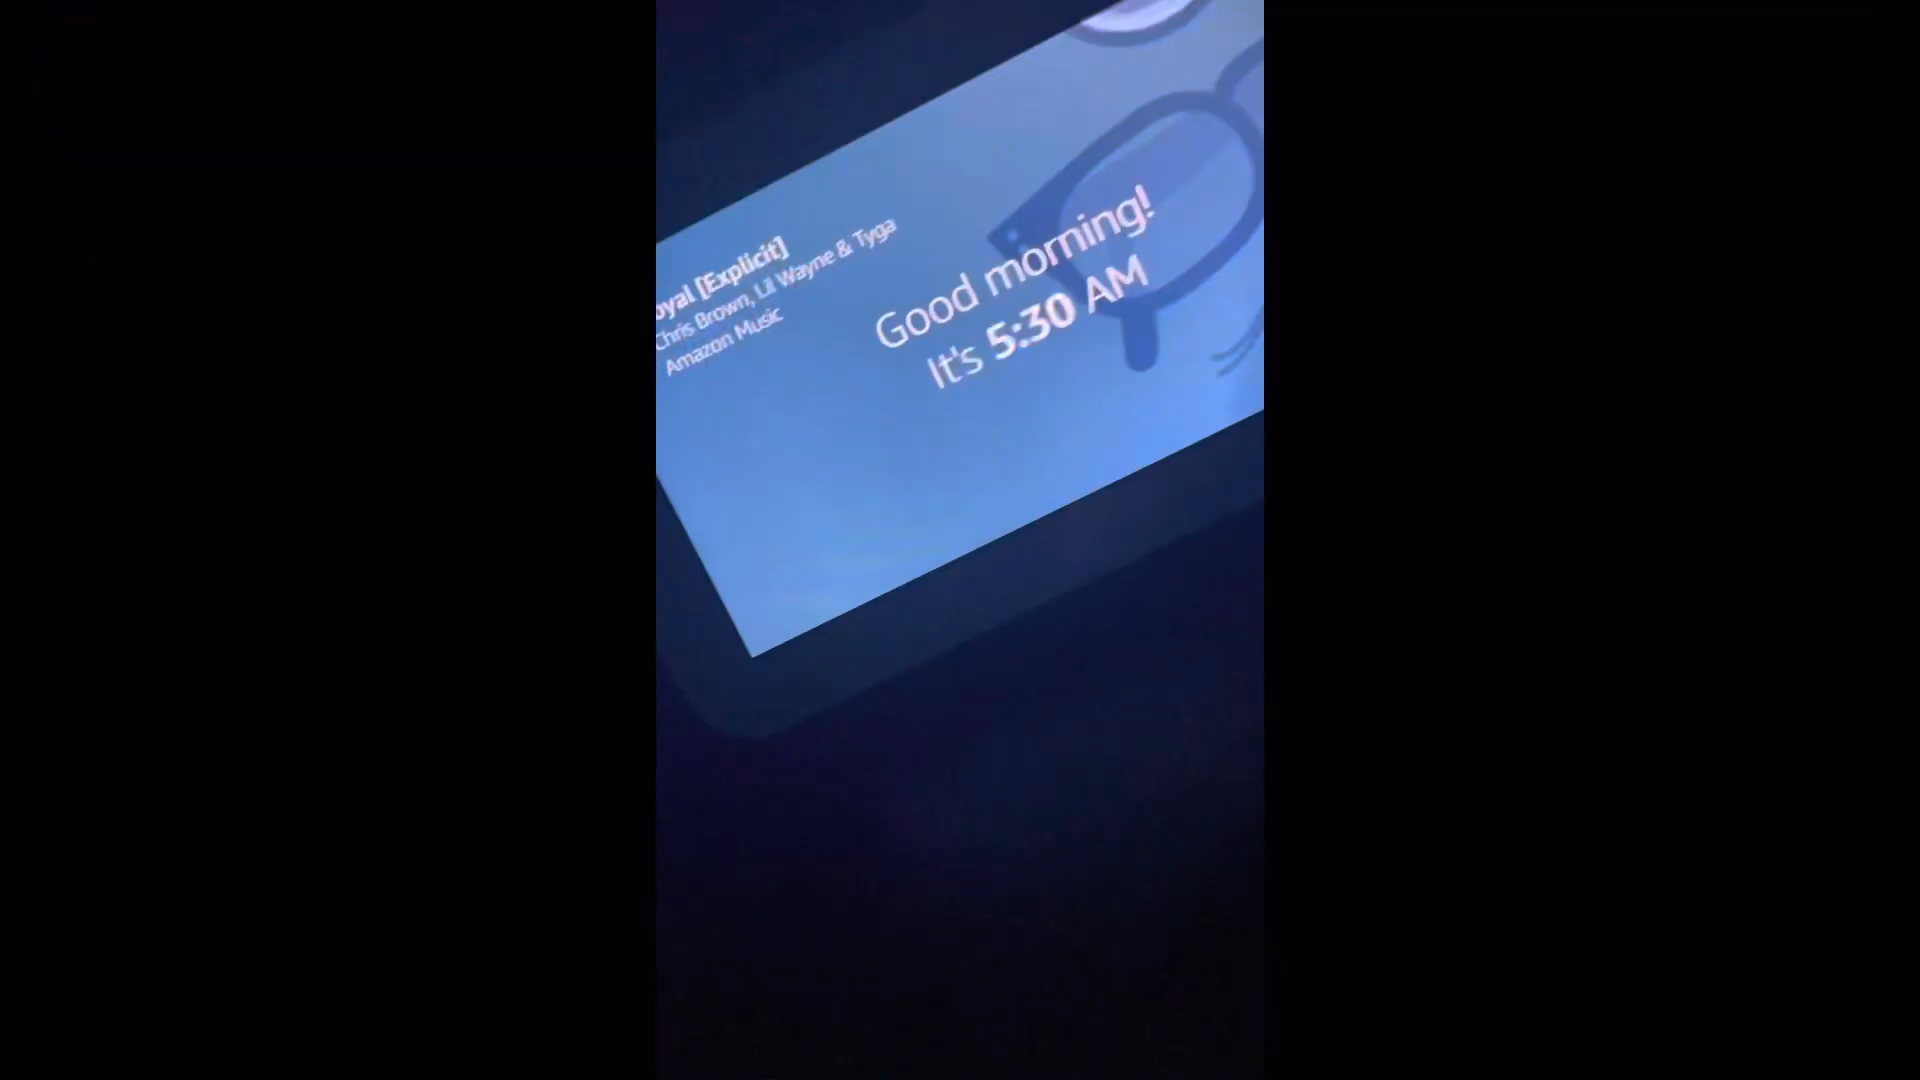 oyal [Explicit]
Chris Brown, Lil Wayne & Tyga
Amazon Music
Good morning!
It's 5:30 AM